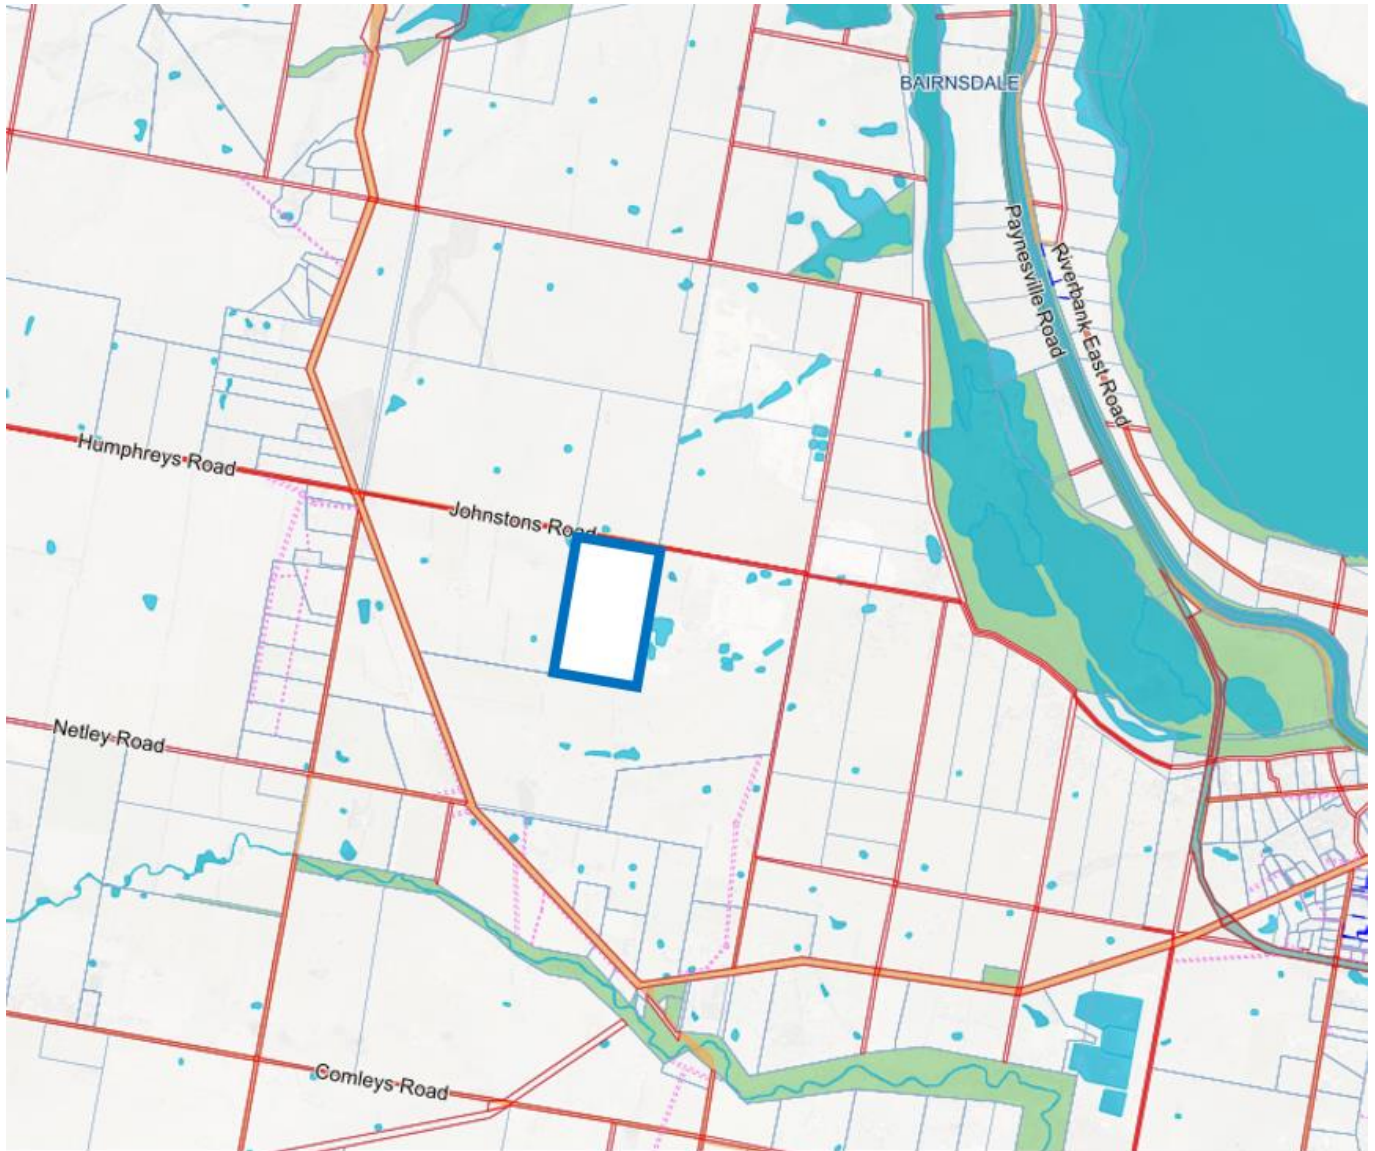 BAIRNSDALE
Paynesville Road
Riverbank East Road
Humphreys Road
Johnstons Road
Netley Road
Comleys Road